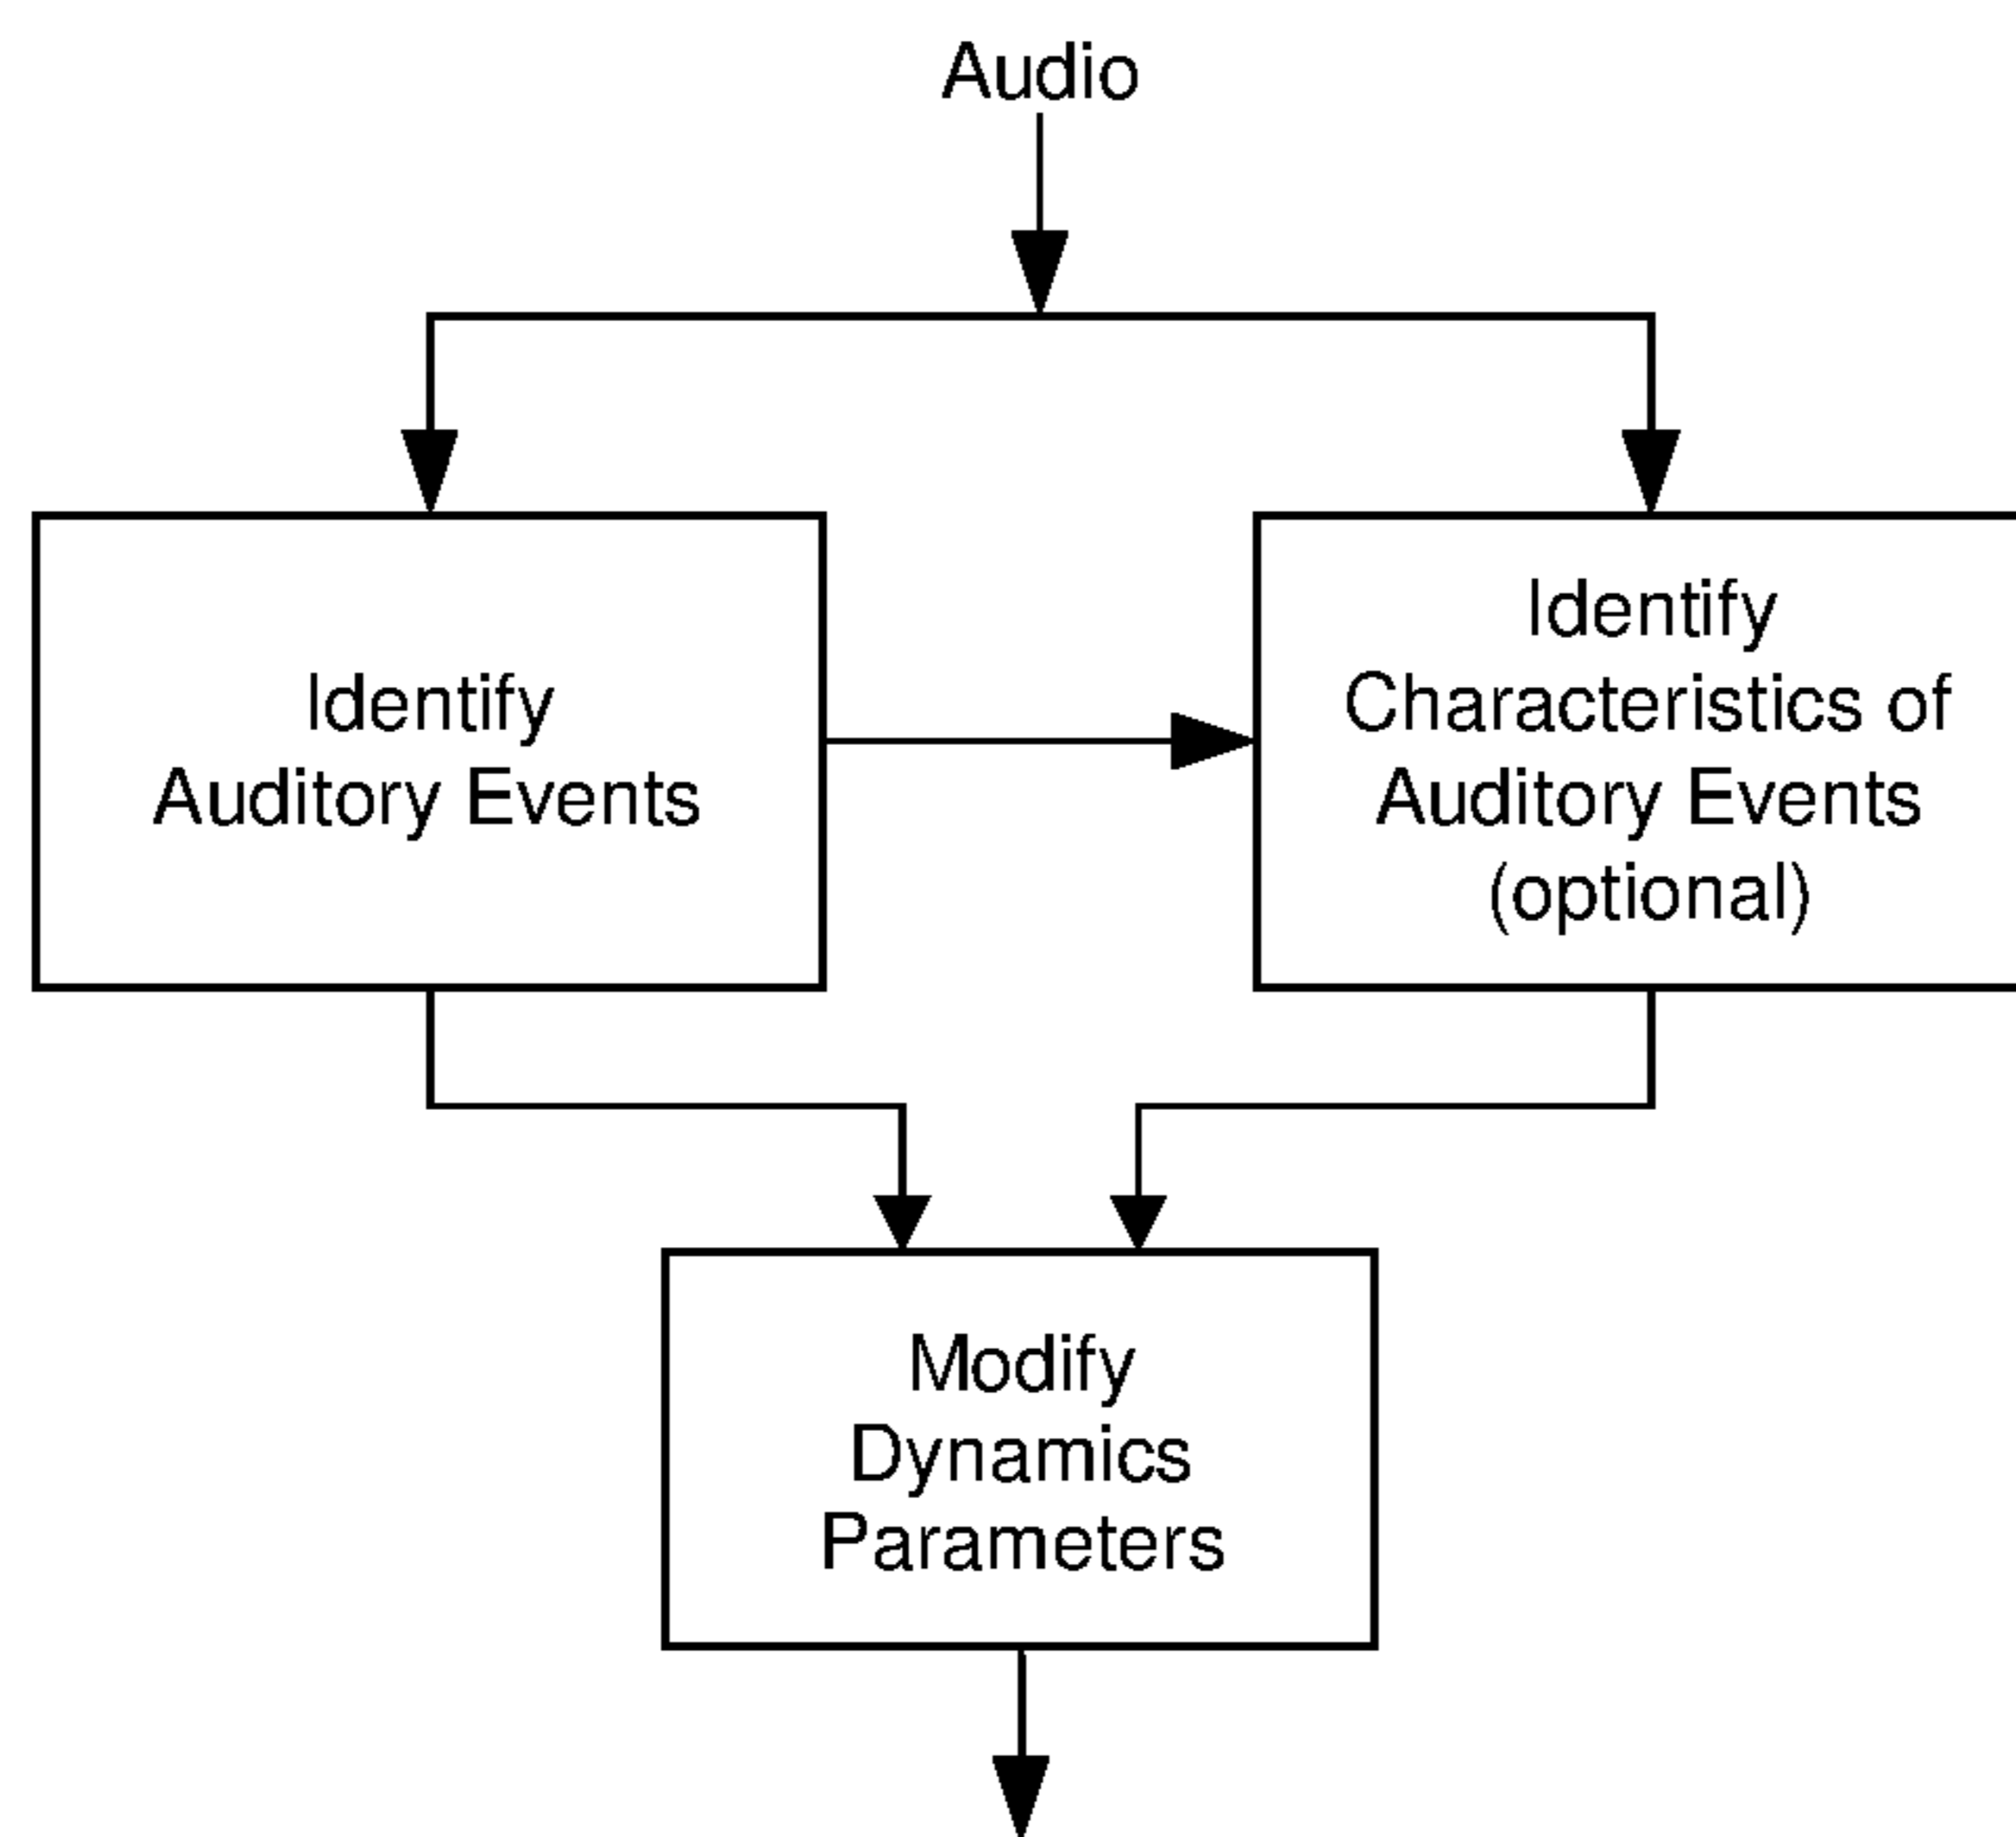 Audio
Identify
Auditory Events
Identify
Characteristics of
Auditory Events
(optional)
Modify
Dynamics
Parameters